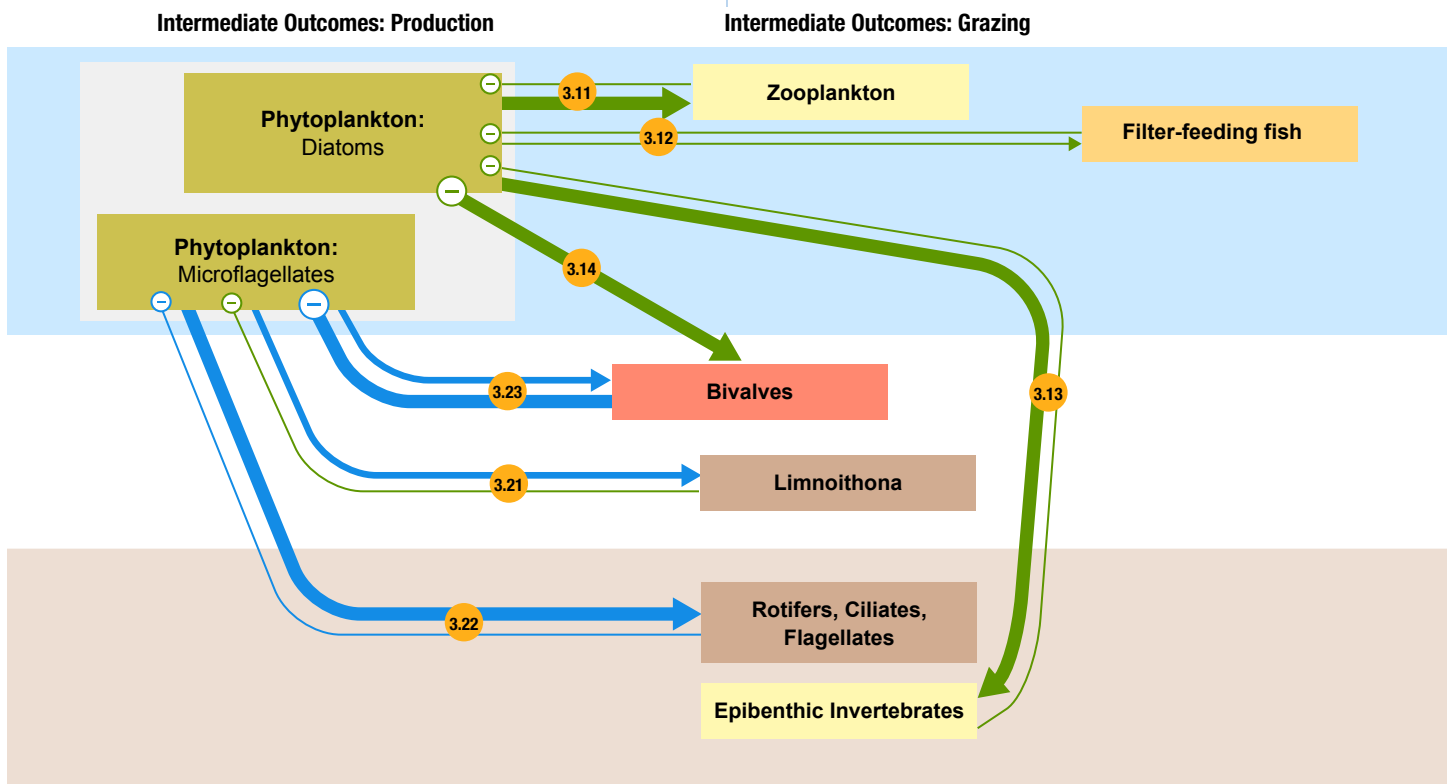 Intermediate Outcomes: Production
Intermediate Outcomes: Grazing
Phytoplankton:
Diatoms
3.11
Zooplankton
3.12
Filter-feeding fish
Phytoplankton:
Microflagellates
3.14
3.23
Bivalves
3.13
3.21
Limnoithona
3.22
Rotifers, Ciliates,
Flagellates
Epibenthic Invertebrates